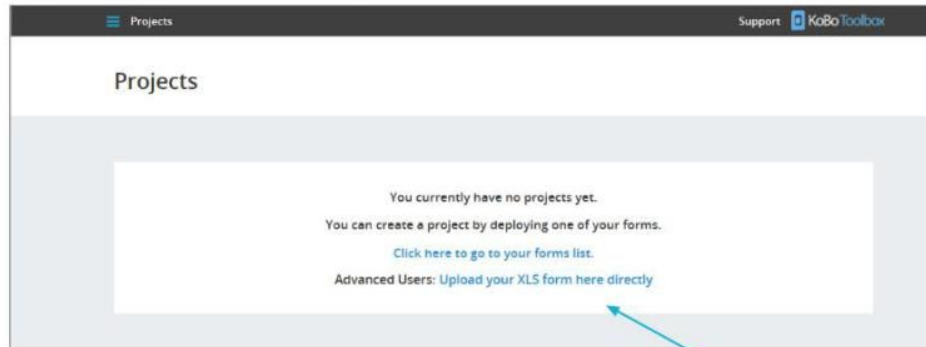 Projects
Support KoBoToolbox
Projects
You currently have no projects yet.
You can create a project by deploying one of your forms.
Click here to go to your forms list.
Advanced Users: Upload your XLS form here directly